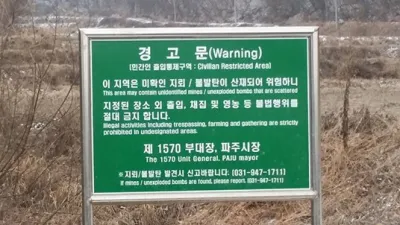 경 고 문(Warning)
(민간인 출입통제구역 : Civilian Restricted Area)
이 지역은 미확인 지뢰 / 불발탄이 산재되어 위험하니
This area may contain unidentified mines / unexploded bombs that are scattered
지정된 장소 외 출입, 채집 및 영농 등 불법행위를
절대 금지 합니다.
Illegal activities including trespassing, farming and gathering are strictly
prohibited in undesignated areas.
제 1570 부대장, 파주시장
The 1570 Unit General, PAJU mayor
※지뢰/불발탄 발견시 신고바랍니다! (031-947-1711)
If mines / unexploded bombs are found, please report. (031-947-1711)